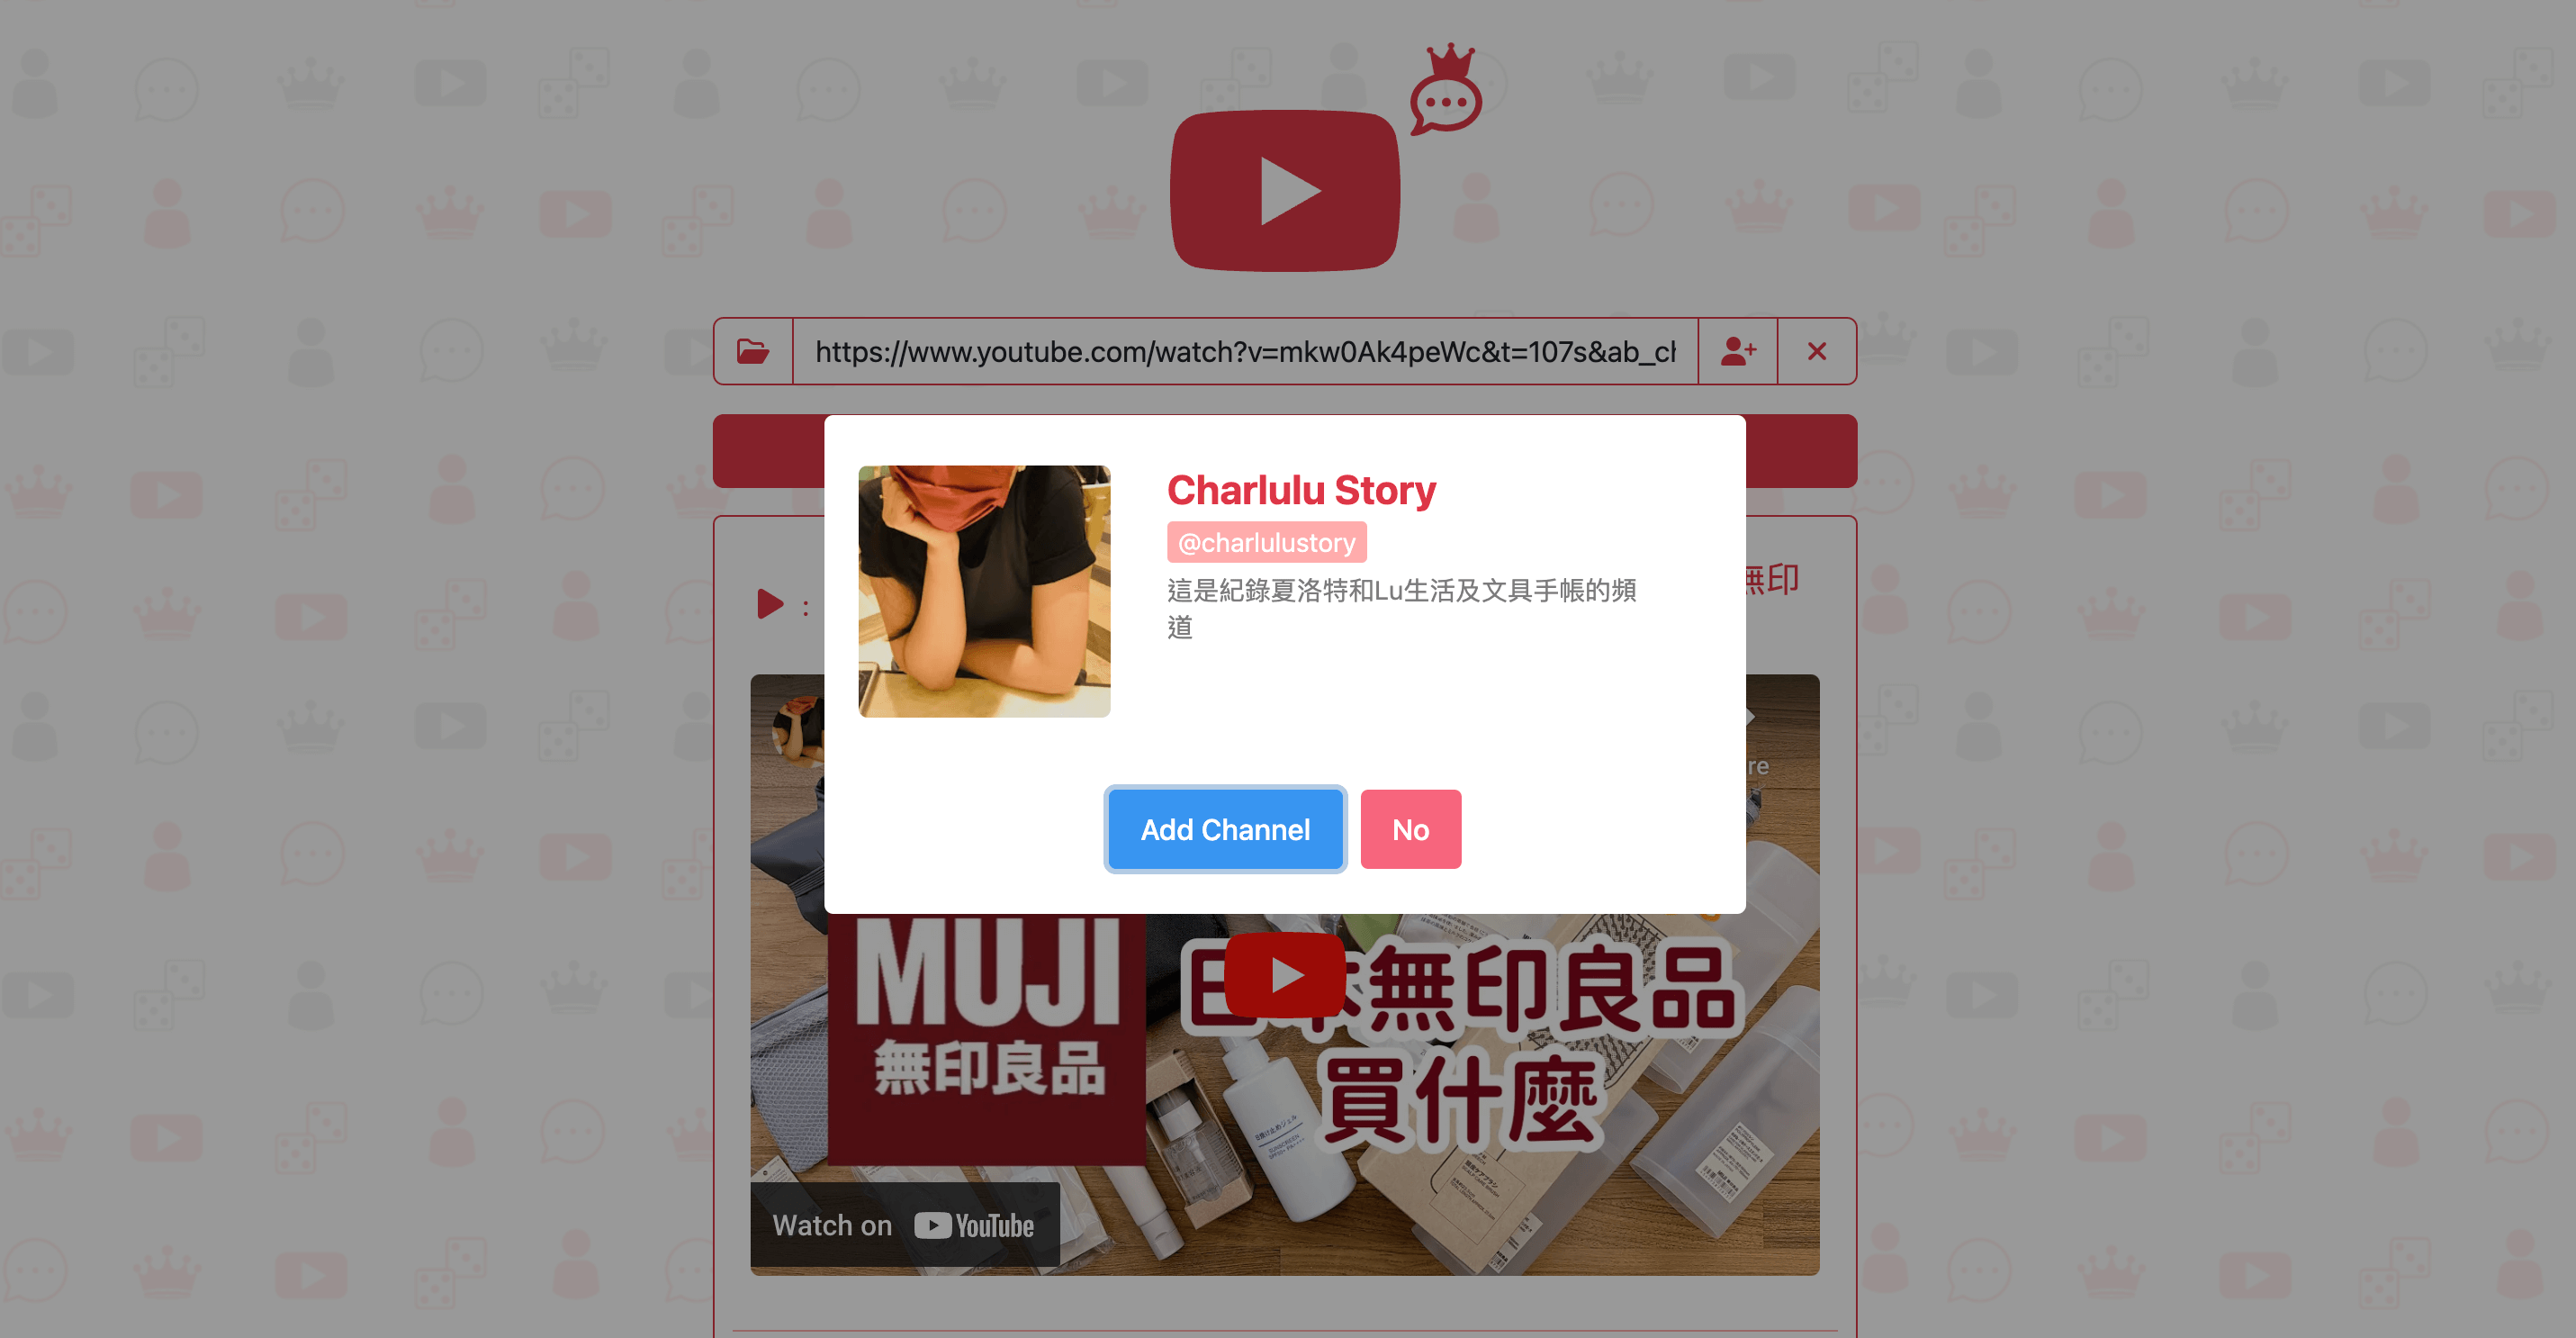 https://www.youtube.com/watch?v=mkw0Ak4peWc&t=107s&ab_cl
Charlulu Story
@charlulustory
這是紀錄夏洛特和Lu生活及文具手帳的頻
道
:
無印
re
Add Channel
No
MUJI
無印良品
日本無印良品
買什麼
Watch on YouTube